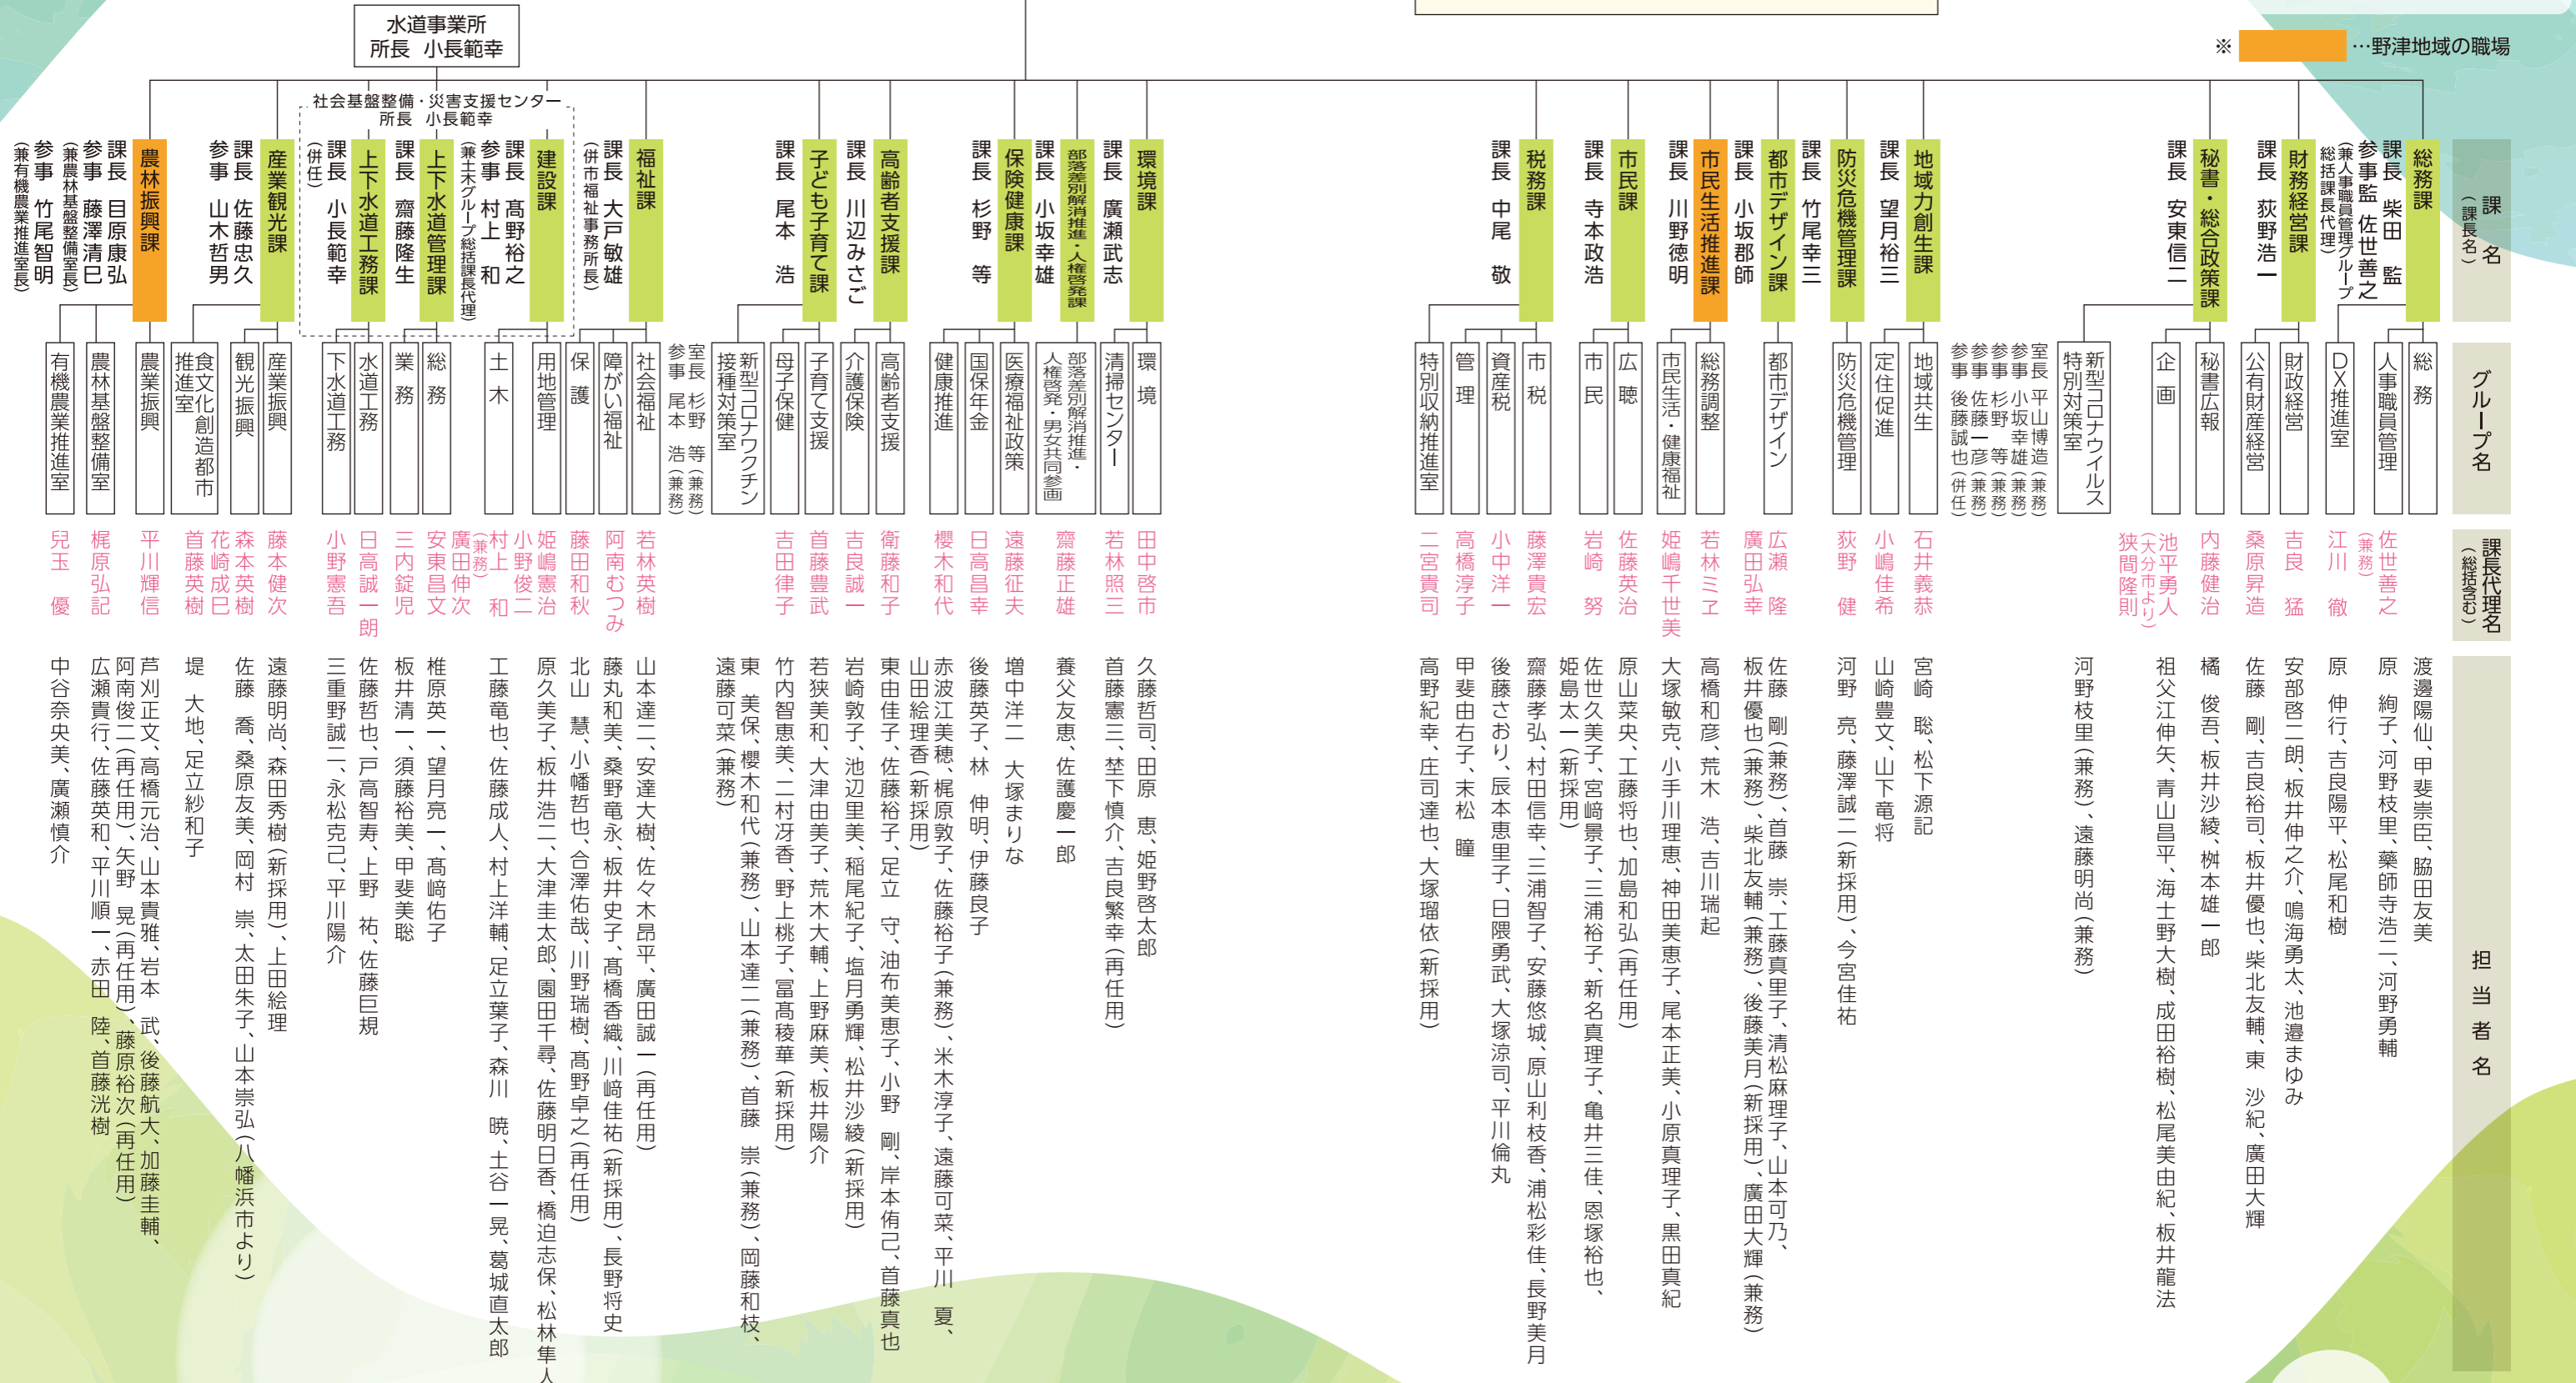 水道事業所
所長 小長範幸
※ …野津地域の職場
課名
(課長名)
グループ名
課長代理名
(総括含む)
担当者名
総務課
課長 柴田 監
参事監 佐世善之
(兼人事職員管理グループ
総括課長代理)
総務
渡邊陽仙、甲斐崇臣、脇田友美
人事職員管理
佐世善之
(兼務)
原 絢子、河野枝里、藥師寺浩二、河野勇輔
DX推進室
江川 徹
原 伸行、吉良陽平、松尾和樹
財務経営課
課長 荻野浩一
財政経営
吉良 猛
安部啓二朗、板井伸之介、鳴海勇太、池邉まゆみ
公有財産経営
桑原昇造
佐藤 剛、吉良裕司、板井優也、柴北友輔、東 沙紀、廣田大輝
秘書・総合政策課
課長 安東信二
秘書広報
内藤健治
橘 俊吾、板井沙綾、桝本雄一郎
企画
池平勇人
(大分市より)
狭間隆則
祖父江伸矢、青山昌平、海士野大樹、成田裕樹、松尾美由紀、板井龍法
新型コロナウイルス
特別対策室
室長 平山博造(兼務)
参事 小坂幸雄(兼務)
参事 杉野 等(兼務)
参事 佐藤一彦(兼務)
参事 後藤誠也(併任)
河野枝里(兼務)、遠藤明尚(兼務)
地域力創生課
課長 望月裕三
地域共生
石井義恭
宮崎 聡、松下源記
定住促進
小嶋佳希
山崎豊文、山下竜将
防災危機管理課
課長 竹尾幸三
防災危機管理
荻野 健
河野 亮、藤澤誠二(新採用)、今宮佳祐
都市デザイン課
課長 小坂郡師
都市デザイン
広瀬 隆
廣田弘幸
佐藤 剛(兼務)、首藤 崇、工藤真里子、清松麻理子、山本可乃、
板井優也(兼務)、柴北友輔(兼務)、後藤美月(新採用)、廣田大輝(兼務)
市民生活推進課
課長 川野徳明
総務調整
若林ミヱ
高橋和彦、荒木 浩、吉川瑞起
市民生活・健康福祉
姫嶋千世美
大塚敏克、小手川理恵、神田美恵子、尾本正美、小原真理子、黒田真紀
市民課
課長 寺本政浩
広聴
佐藤英治
原山菜央、工藤将也、加島和弘(再任用)
市民
岩崎 努
佐世久美子、宮﨑景子、三浦裕子、新名真理子、亀井三佳、恩塚裕也、
姫島太一(新採用)
税務課
課長 中尾 敬
市税
藤澤貴宏
齋藤孝弘、村田信幸、三浦智子、安藤悠城、原山利枝香、浦松彩佳、長野美月
資産税
小中洋一
後藤さおり、辰本恵里子、日隈勇武、大塚涼司、平川倫丸
管理
高橋淳子
甲斐由右子、末松 瞳
特別収納推進室
二宮貴司
高野紀幸、庄司達也、大塚瑠依(新採用)
環境課
課長 廣瀬武志
環境
田中啓市
久藤哲司、田原 恵、姫野啓太郎
清掃センター
若林照三
首藤憲三、埜下慎介、吉良繁幸(再任用)
部落差別解消推進・人権啓発課
課長 小坂幸雄
部落差別解消推進・
人権啓発・男女共同参画
齋藤正雄
養父友恵、佐護慶一郎
保険健康課
課長 杉野 等
医療福祉政策
遠藤征夫
増中洋二 大塚まりな
国保年金
日高昌幸
後藤英子、林 伸明、伊藤良子
健康推進
櫻木和代
赤波江美穂、梶原敦子、佐藤裕子(兼務)、米木淳子、遠藤可菜、平川 夏、
山田絵理香(新採用)
高齢者支援課
課長 川辺みさご
高齢者支援
衛藤和子
東由佳子、佐藤裕子、足立 守、油布美恵子、小野 剛、岸本侑己、首藤真也
介護保険
吉良誠一
岩崎敦子、池辺里美、稲尾紀子、塩月勇輝、松井沙綾(新採用)
子ども子育て課
課長 尾本 浩
子育て支援
首藤豊武
若狭美和、大津由美子、荒木大輔、上野麻美、板井陽介
母子保健
吉田律子
竹内智恵美、二村冴香、野上桃子、冨髙稜華(新採用)
新型コロナワクチン
接種対策室
室長 杉野 等(兼務)
参事 尾本 浩(兼務)
東 美保、櫻木和代(兼務)、山本達二(兼務)、首藤 崇(兼務)、岡藤和枝、
遠藤可菜(兼務)
福祉課
課長 大戸敏雄
(併市福祉事務所長)
社会福祉
若林英樹
山本達二、安達大樹、佐々木昂平、廣田誠一(再任用)
障がい福祉
阿南むつみ
藤丸和美、桑野竜永、板井史子、髙橋香織、川﨑佳祐(新採用)、長野将史
保護
藤田和秋
北山 慧、小幡哲也、合澤佑哉、川野瑞樹、髙野卓之(再任用)
社会基盤整備・災害支援センター
所長 小長範幸
建設課
課長 髙野裕之
参事 村上 和
(兼土木グループ総括課長代理)
用地管理
姫嶋憲治
小野俊二
原久美子、板井浩二、大津圭太郎、園田千尋、佐藤明日香、橋迫志保、松林隼人
土木
村上 和
(兼務)
廣田伸次
工藤竜也、佐藤成人、村上洋輔、足立葉子、森川 暁、土谷一晃、葛城直太郎
上下水道管理課
課長 齋藤隆生
総務
安東昌文
椎原英一、望月亮一、髙﨑佑子
業務
三内錠児
板井清一、須藤裕美、甲斐美聡
上下水道工務課
課長 小長範幸
(併任)
水道工務
日高誠一朗
佐藤哲也、戸高智寿、上野 祐、佐藤巨規
下水道工務
小野憲吾
三重野誠二、永松克己、平川陽介
産業観光課
課長 佐藤忠久
参事 山木哲男
産業振興
藤本健次
遠藤明尚、森田秀樹(新採用)、上田絵理
観光振興
森本英樹
花崎成巳
佐藤 喬、桑原友美、岡村 崇、太田朱子、山本崇弘(八幡浜市より)
食文化創造都市
推進室
首藤英樹
堤 大地、足立紗和子
農林振興課
課長 目原康弘
参事 藤澤清巳
(兼農林基盤整備室長)
参事 竹尾智明
(兼有機農業推進室長)
農業振興
平川輝信
芦刈正文、高橋元治、山本貴雅、岩本 武、後藤航大、加藤圭輔、
阿南俊二(再任用)、矢野 晃(再任用)、藤原裕次(再任用)
農林基盤整備室
梶原弘記
広瀬貴行、佐藤英和、平川順一、赤田 陸、首藤洸樹
有機農業推進室
兒玉 優
中谷奈央美、廣瀬慎介